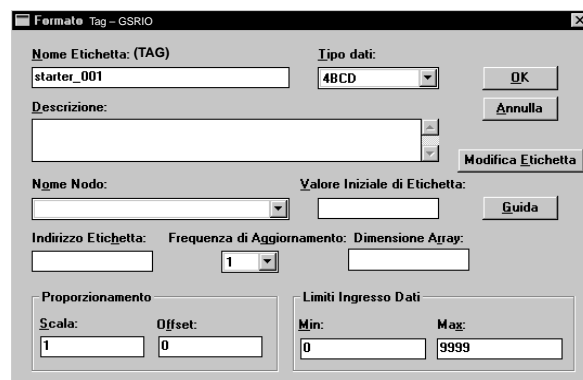 Formato Tag – GSRIO
Nome Etichetta: (TAG) Tipo dati:
starter_001 4BCD OK
Descrizione: Annulla
Modifica Etichetta
Nome Nodo: Valore Iniziale di Etichetta:
Guida
Indirizzo Etichetta: Frequenza di Aggiornamento: Dimensione Array:
1
Proporzionamento Limiti Ingresso Dati
Scala: Offset: Min: Max:
1 0 0 9999